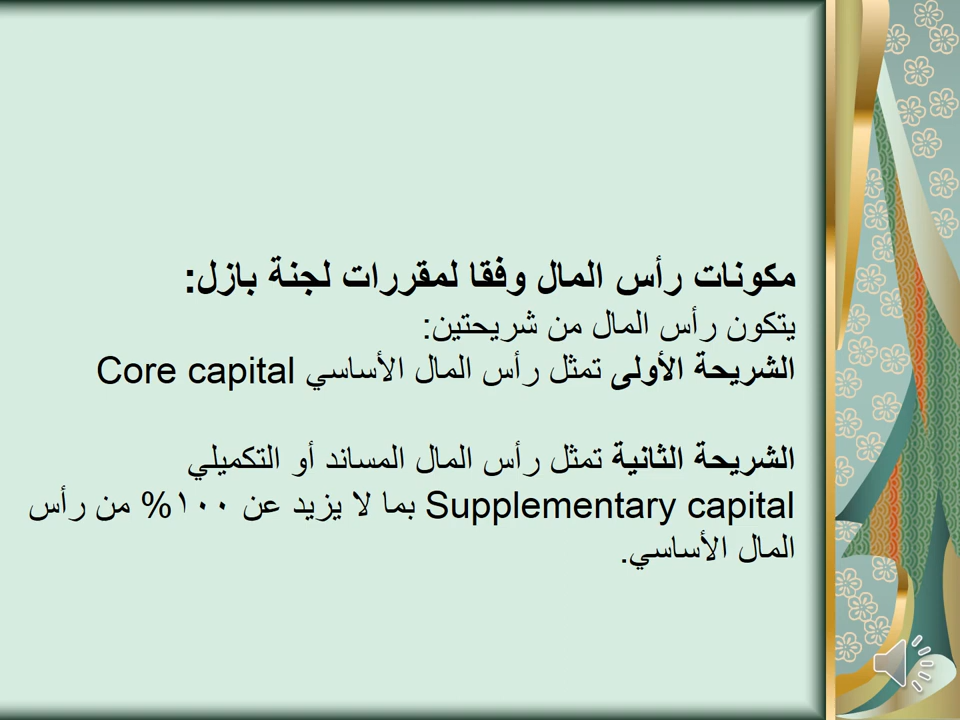 مكونات رأس المال وفقا لمقررات لجنة بازل:
يتكون رأس المال من شريحتين:
الشريحة الأولى تمثل رأس المال الأساسي Core capital
الشريحة الثانية تمثل رأس المال المساند أو التكميلي
Supplementary capital بما لا يزيد عن ١٠٠% من رأس
المال الأساسي.